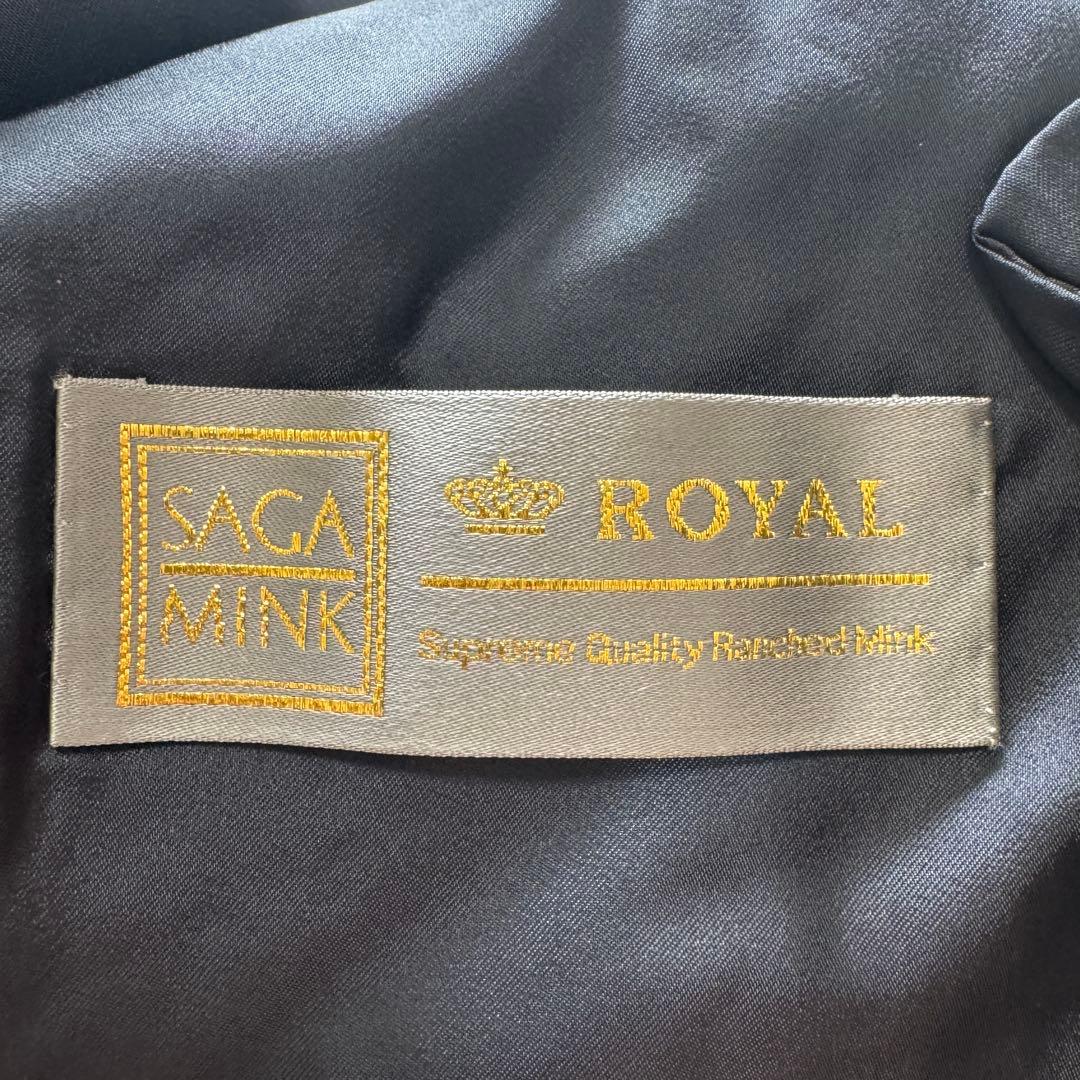 SAGA
MINK
ROYAL
Supreme Quality Ranched Mink